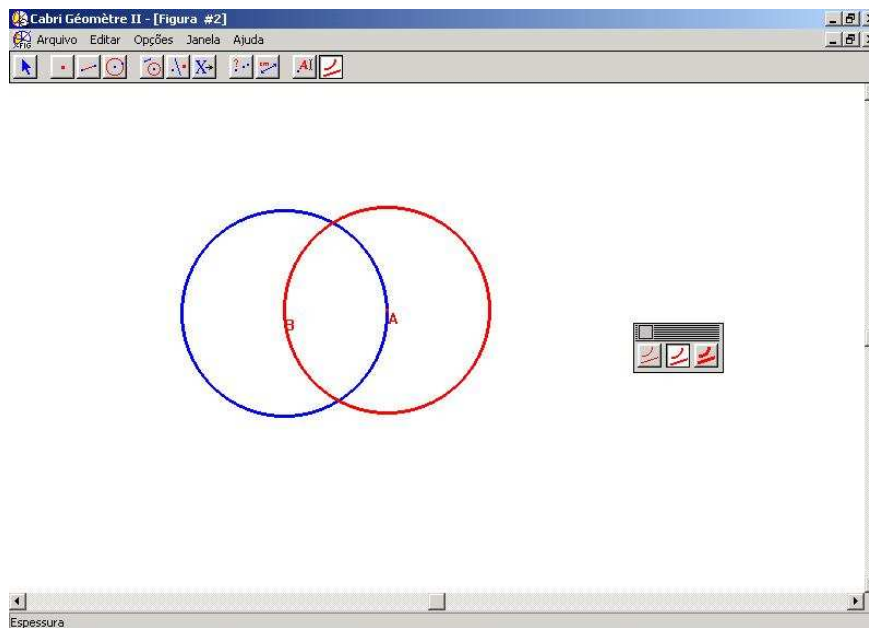 Cabri Géomètre II - [Figura #2]
Arquivo Editar Opções Janela Ajuda
B
A
Espessura